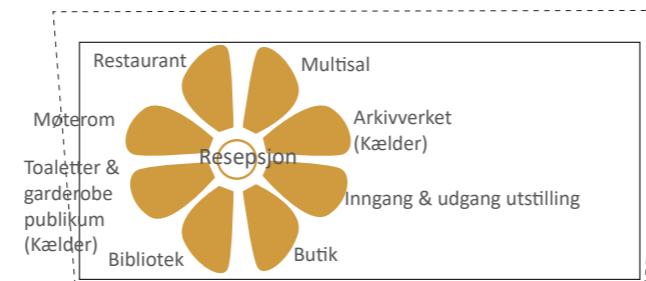 Restaurant
Multisal
Møterom
Arkivverket
(Kælder)
Resepsjon
Toaletter &
garderobe
publikum
(Kælder)
Inngang & udgang utstilling
Bibliotek
Butik